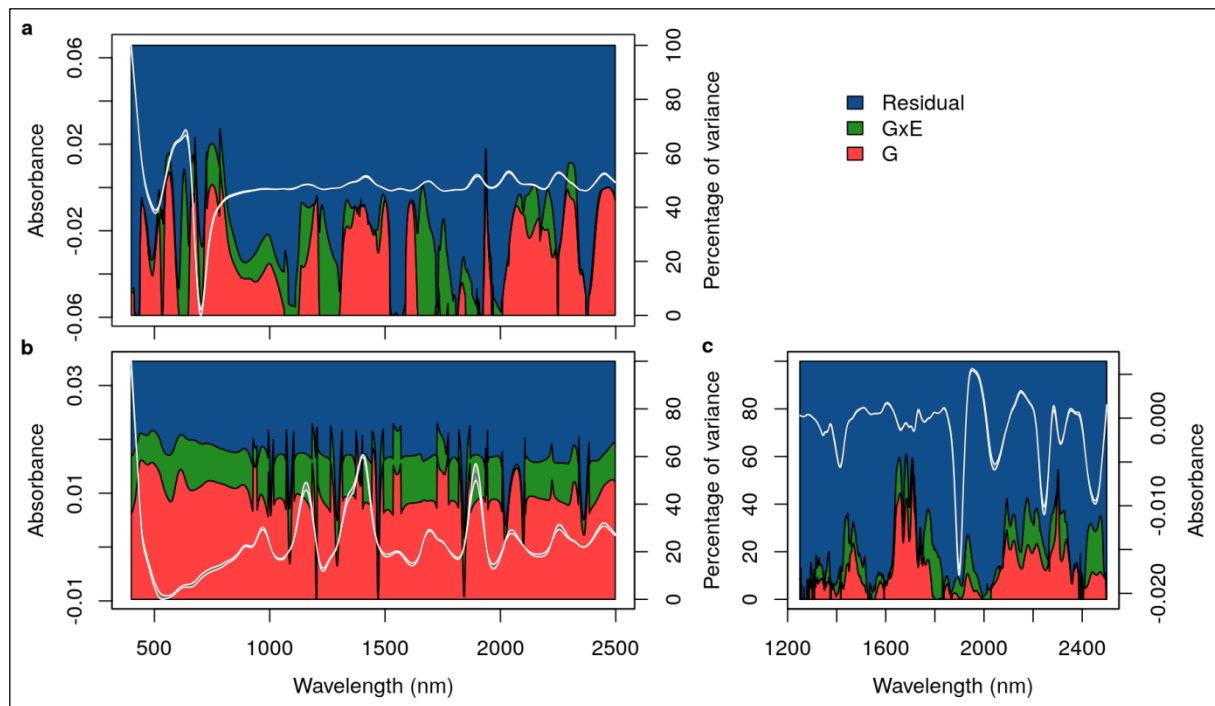 a
0.06
0.02
-0.02
-0.06
Absorbance
100
80
60
40
20
0
Percentage of variance
Residual
GxE
G
b
0.03
0.01
-0.01
Absorbance
80
60
40
20
0
Percentage of variance
500
1000
1500
2000
2500
Wavelength (nm)
c
80
60
40
20
0
Percentage of variance
0.000
-0.010
-0.020
Absorbance
1200
1600
2000
2400
Wavelength (nm)